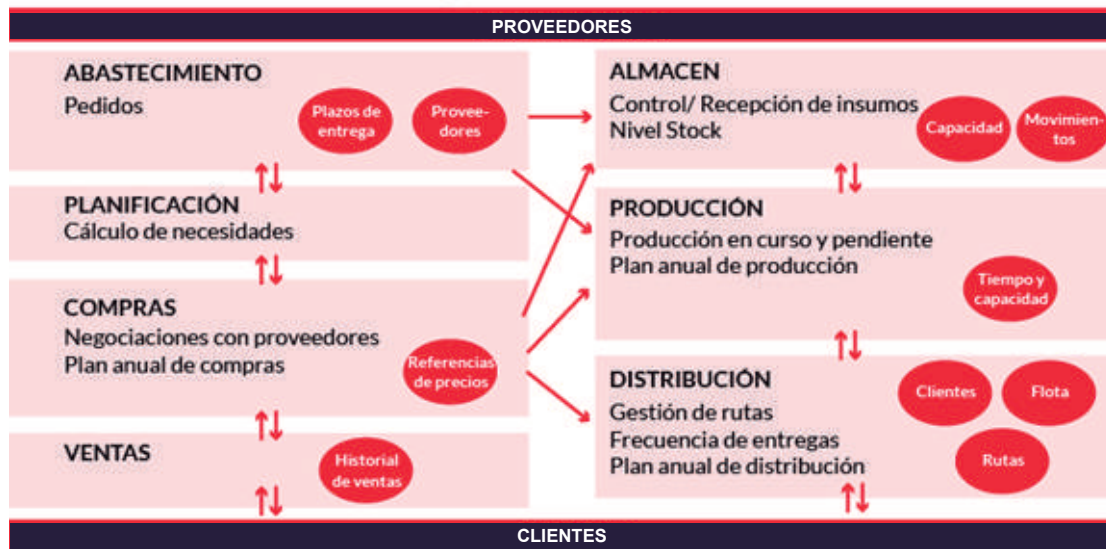 PROVEEDORES
ABASTECIMIENTO
Pedidos
Plazos de
entrega
Provee-
dores
PLANIFICACIÓN
Cálculo de necesidades
COMPRAS
Negociaciones con proveedores
Plan anual de compras
Referencias
de precios
VENTAS
Historial
de ventas
ALMACEN
Control/ Recepción de insumos
Nivel Stock
Capacidad
Movimien-
tos
PRODUCCIÓN
Producción en curso y pendiente
Plan anual de producción
Tiempo y
capacidad
DISTRIBUCIÓN
Gestión de rutas
Frecuencia de entregas
Plan anual de distribución
Clientes
Flota
Rutas
CLIENTES